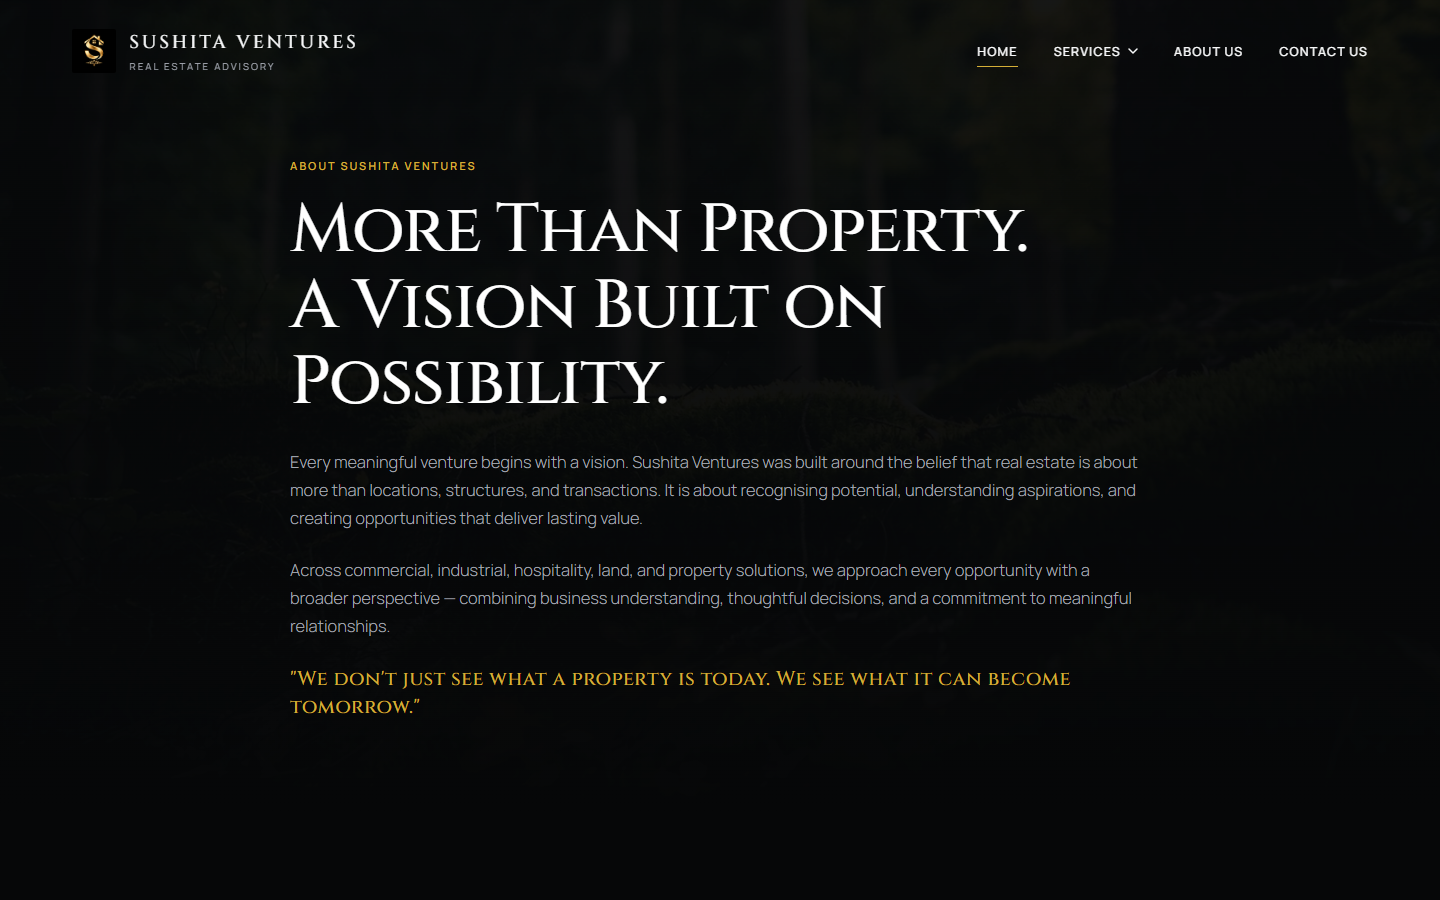 SUSHITA VENTURES
REAL ESTATE ADVISORY
HOME
SERVICES
ABOUT US
CONTACT US
ABOUT SUSHITA VENTURES
More Than Property.
A Vision Built on
Possibility.
Every meaningful venture begins with a vision. Sushita Ventures was built around the belief that real estate is about
more than locations, structures, and transactions. It is about recognising potential, understanding aspirations, and
creating opportunities that deliver lasting value.
Across commercial, industrial, hospitality, land, and property solutions, we approach every opportunity with a
broader perspective — combining business understanding, thoughtful decisions, and a commitment to meaningful
relationships.
"We don't just see what a property is today. We see what it can become
tomorrow."